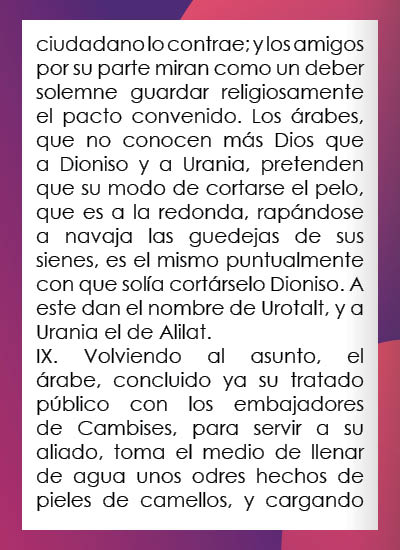 ciudadano lo contrae; y los amigos
por su parte miran como un deber
solemne guardar religiosamente
el pacto convenido. Los árabes,
que no conocen más Dios que
a Dioniso y a Urania, pretenden
que su modo de cortarse el pelo,
que es a la redonda, rapándose
a navaja las guedejas de sus
sienes, es el mismo puntualmente
con que solía cortárselo Dioniso. A
este dan el nombre de Urotalt, y a
Urania el de Alilat.
IX. Volviendo al asunto, el
árabe, concluido ya su tratado
público con los embajadores
de Cambises, para servir a su
aliado, toma el medio de llenar
de agua unos odres hechos de
pieles de camellos, y cargando